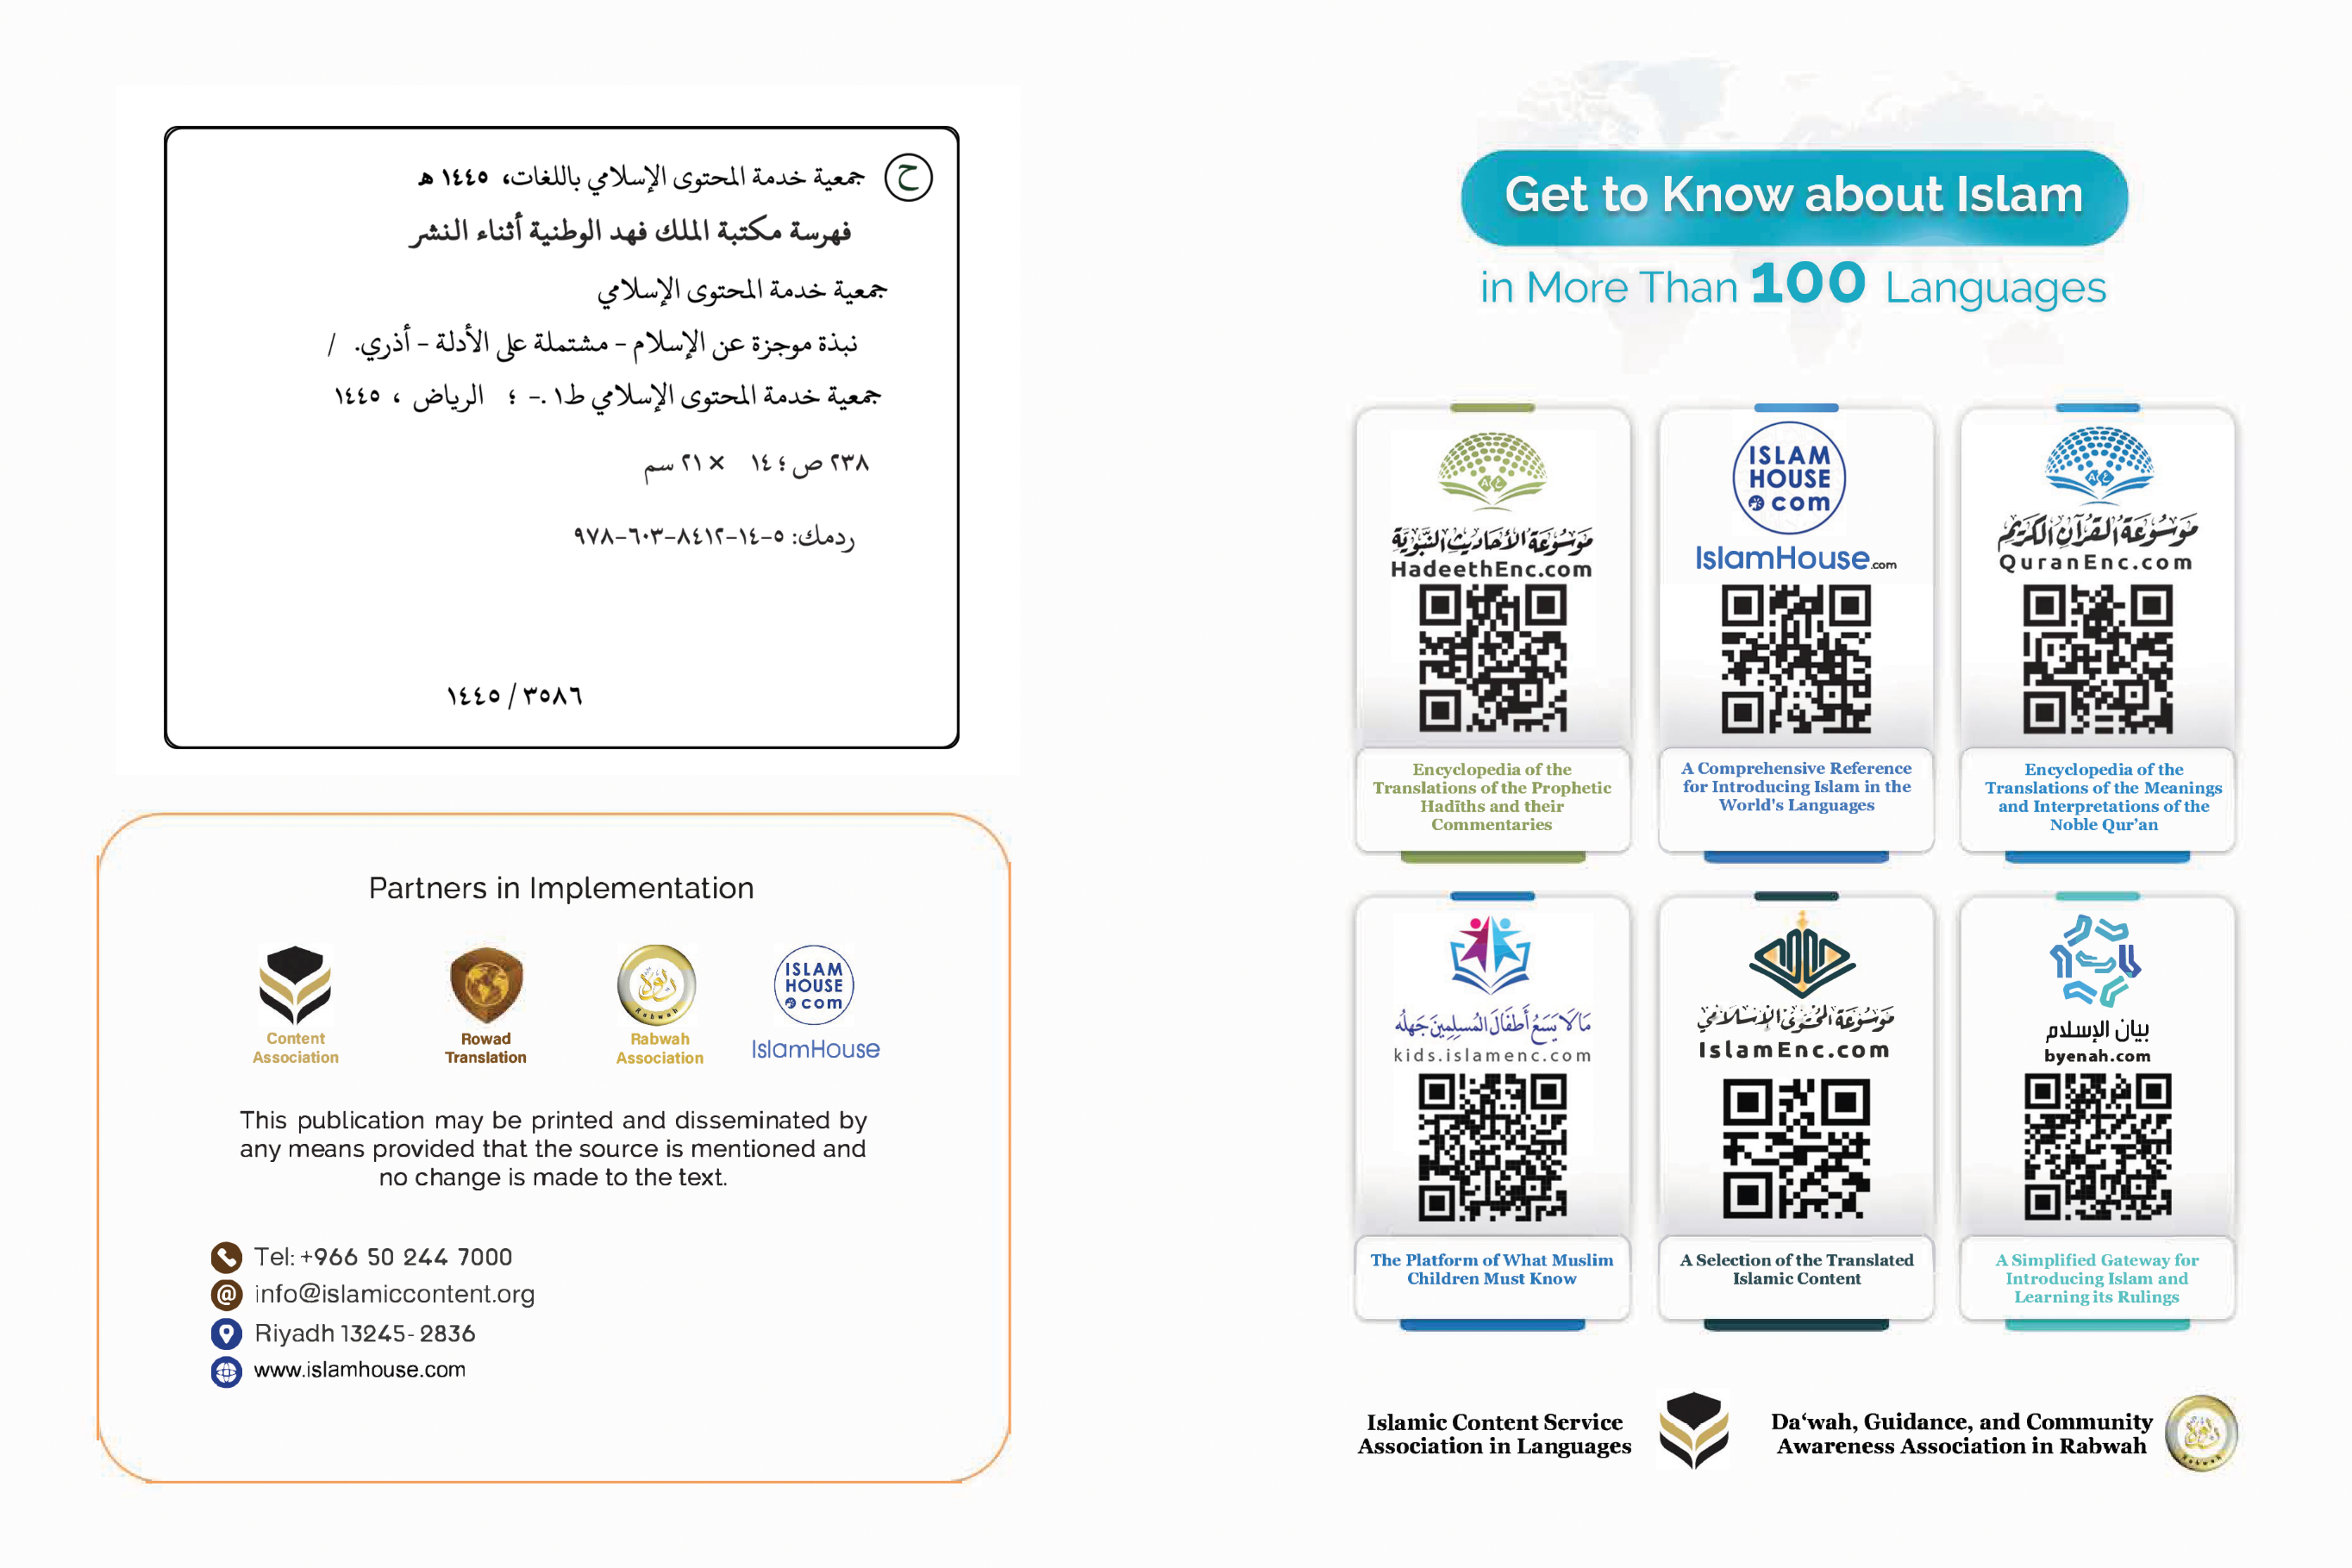 ح جمعية خدمة المحتوى الإسلامي باللغات، ١٤٤٥ هـ
فهرسة مكتبة الملك فهد الوطنية أثناء النشر
جمعية خدمة المحتوى الإسلامي
نبذة موجزة عن الإسلام - مشتملة على الأدلة - أذري. /
جمعية خدمة المحتوى الإسلامي ط١ .- ؛ الرياض ، ١٤٤٥
٢٣٨ ص ؛ ١٤ × ٢١ سم
ردمك: ٥-١٤-٨٤١٢-٦٠٣-٩٧٨
١٤٤٥ / ٣٥٨٦
Partners in Implementation
Content
Association
Rowad
Translation
Rabwah
Rabwah
Association
ISLAM
HOUSE
com
IslamHouse
This publication may be printed and disseminated by
any means provided that the source is mentioned and
no change is made to the text.
Tel: +966 50 244 7000
info@islamiccontent.org
Riyadh 13245- 2836
www.islamhouse.com
Get to Know about Islam
in More Than 100 Languages
موسوعة الأحاديث النبوية
HadeethEnc.com
Encyclopedia of the
Translations of the Prophetic
Hadīths and their
Commentaries
ISLAM
HOUSE
com
IslamHouse.com
A Comprehensive Reference
for Introducing Islam in the
World's Languages
موسوعة القرآن الكريم
QuranEnc.com
Encyclopedia of the
Translations of the Meanings
and Interpretations of the
Noble Qur’an
مَا لَا يَسَعُ أَطْفَالَ المُسْلِمِينَ جَهْلُه
kids.islamenc.com
The Platform of What Muslim
Children Must Know
موسوعة المحتوى الإسلامي
IslamEnc.com
A Selection of the Translated
Islamic Content
بيان الإسلام
byenah.com
A Simplified Gateway for
Introducing Islam and
Learning its Rulings
Islamic Content Service
Association in Languages
Da‘wah, Guidance, and Community
Awareness Association in Rabwah
Rabwah